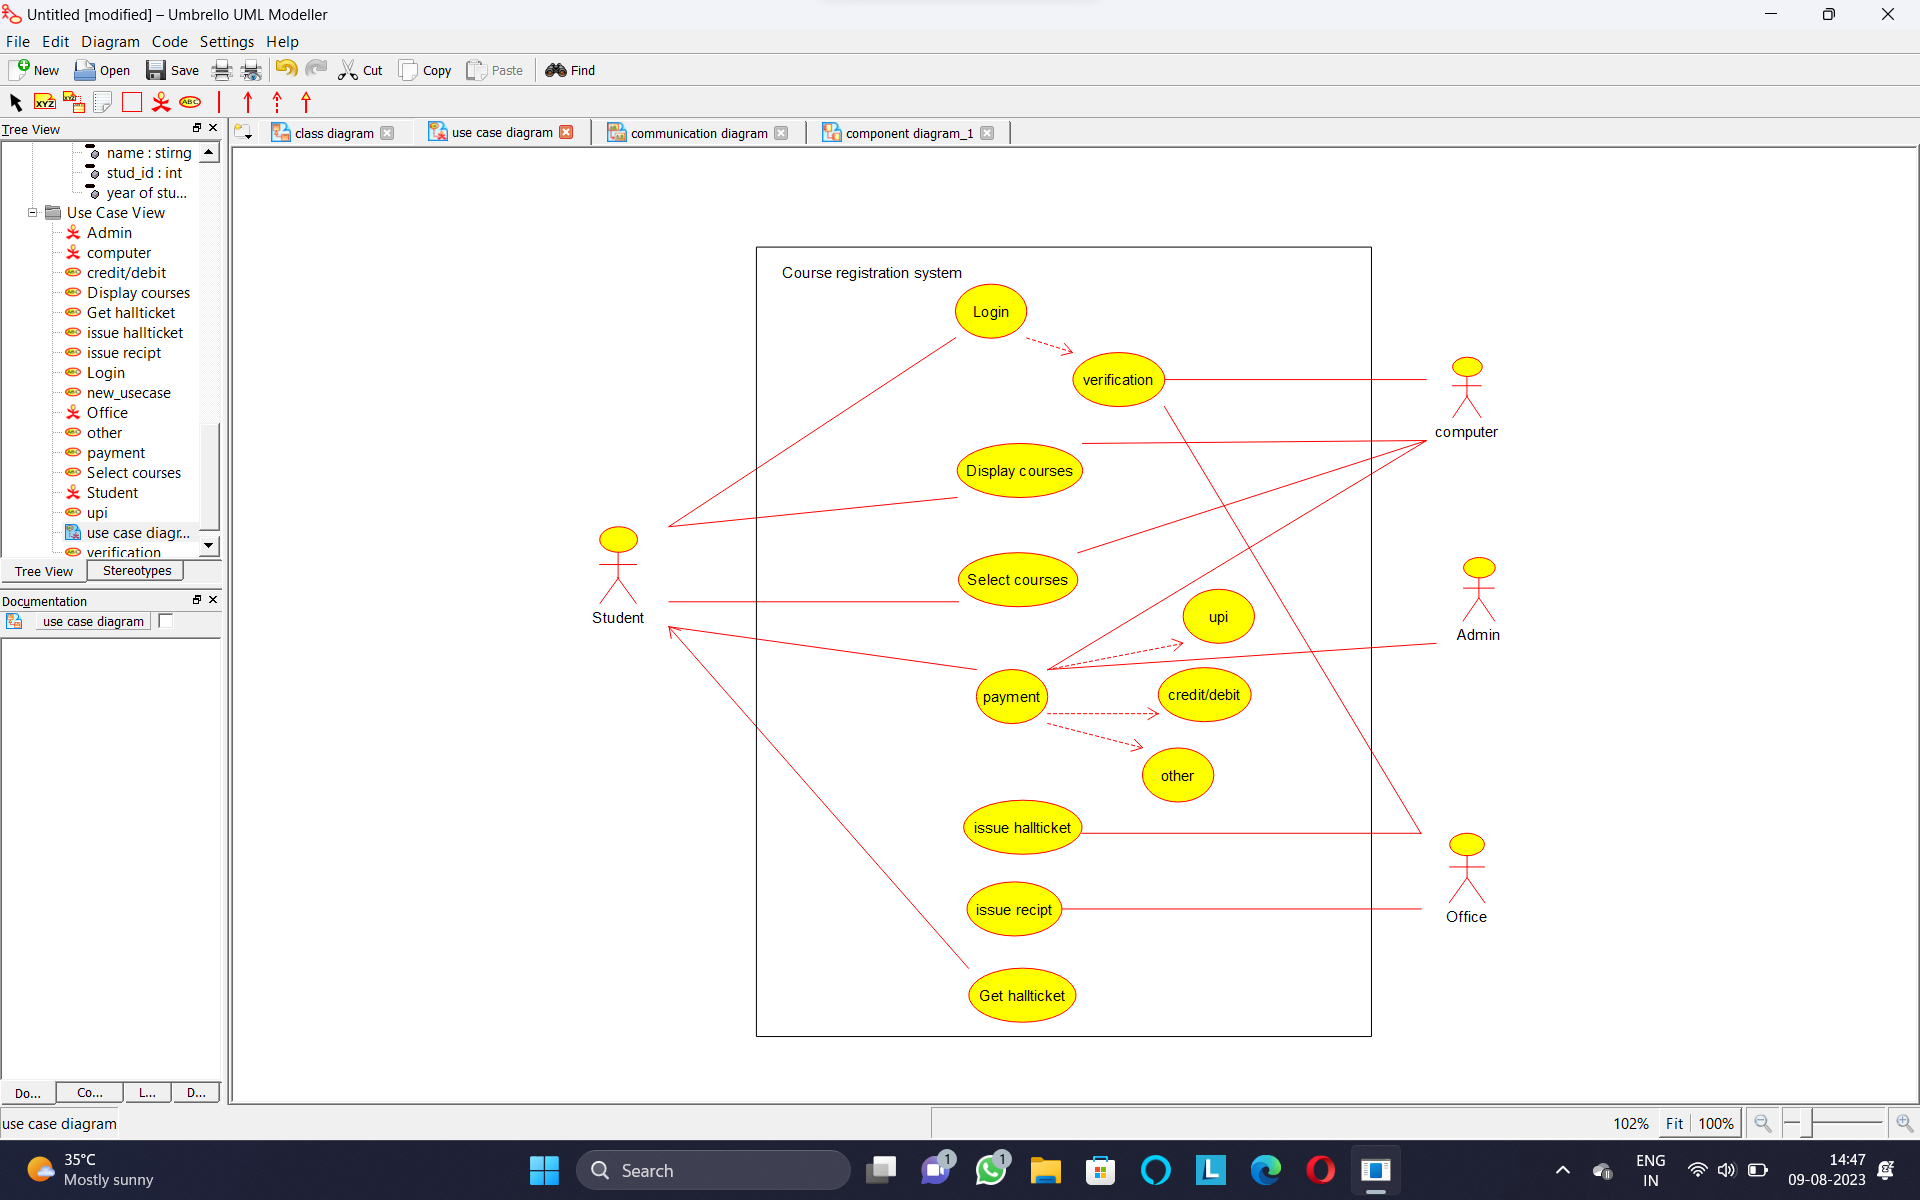 Untitled [modified] – Umbrello UML Modeller
File Edit Diagram Code Settings Help
New Open Save Cut Copy Paste Find
XYZ XYZ ABC
Tree View
class diagram use case diagram communication diagram component diagram_1
name : stirng
stud_id : int
year of stu...
Use Case View
Admin
computer
credit/debit
Display courses
Get hallticket
issue hallticket
issue recipt
Login
new_usecase
Office
other
payment
Select courses
Student
upi
use case diagr...
verification
Tree View Stereotypes
Documentation
use case diagram
Course registration system
Login
verification
computer
Display courses
Select courses
Student
upi
Admin
payment
credit/debit
other
issue hallticket
issue recipt
Office
Get hallticket
Do... Co... L... D...
use case diagram
102% Fit 100%
35°C
Mostly sunny
Search
1
1
L
ENG
IN
14:47
09-08-2023